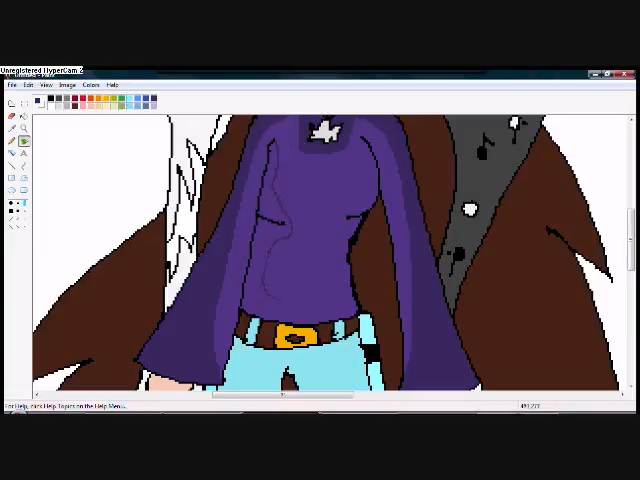 Unregistered HyperCam 2
File Edit View Image Colors Help
For Help, click Help Topics on the Help Menu.